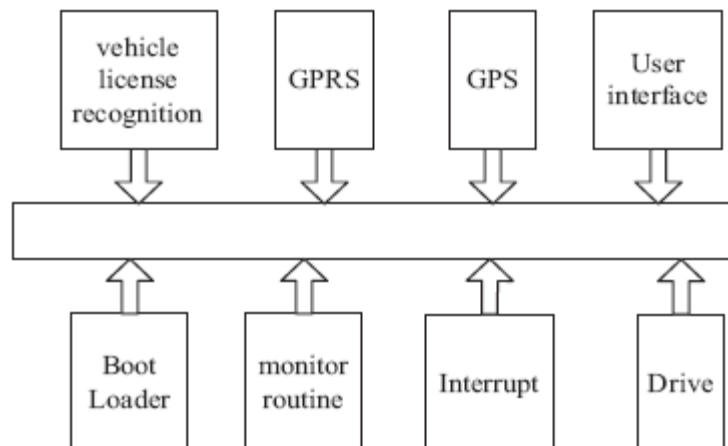 vehicle
license
recognition
GPRS
GPS
User
interface
Boot
Loader
monitor
routine
Interrupt
Drive